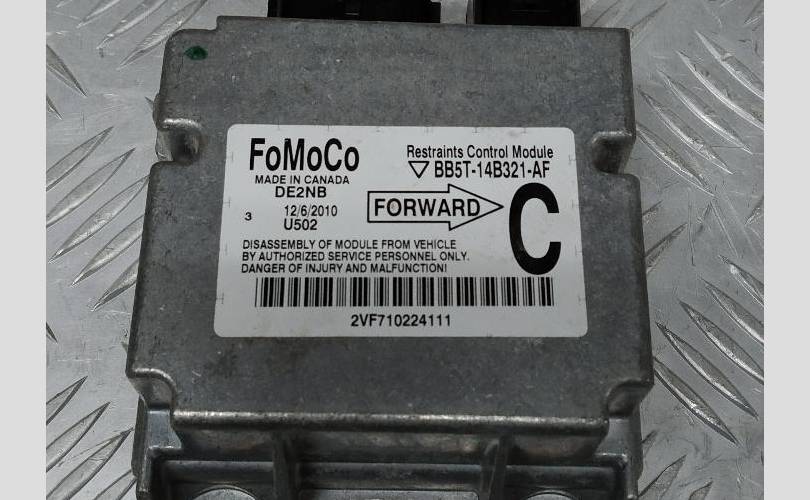 FoMoCo
MADE IN CANADA
DE2NB
3 12/6/2010
U502
Restraints Control Module
BB5T-14B321-AF
FORWARD
C
DISASSEMBLY OF MODULE FROM VEHICLE
BY AUTHORIZED SERVICE PERSONNEL ONLY.
DANGER OF INJURY AND MALFUNCTION!
2VF710224111